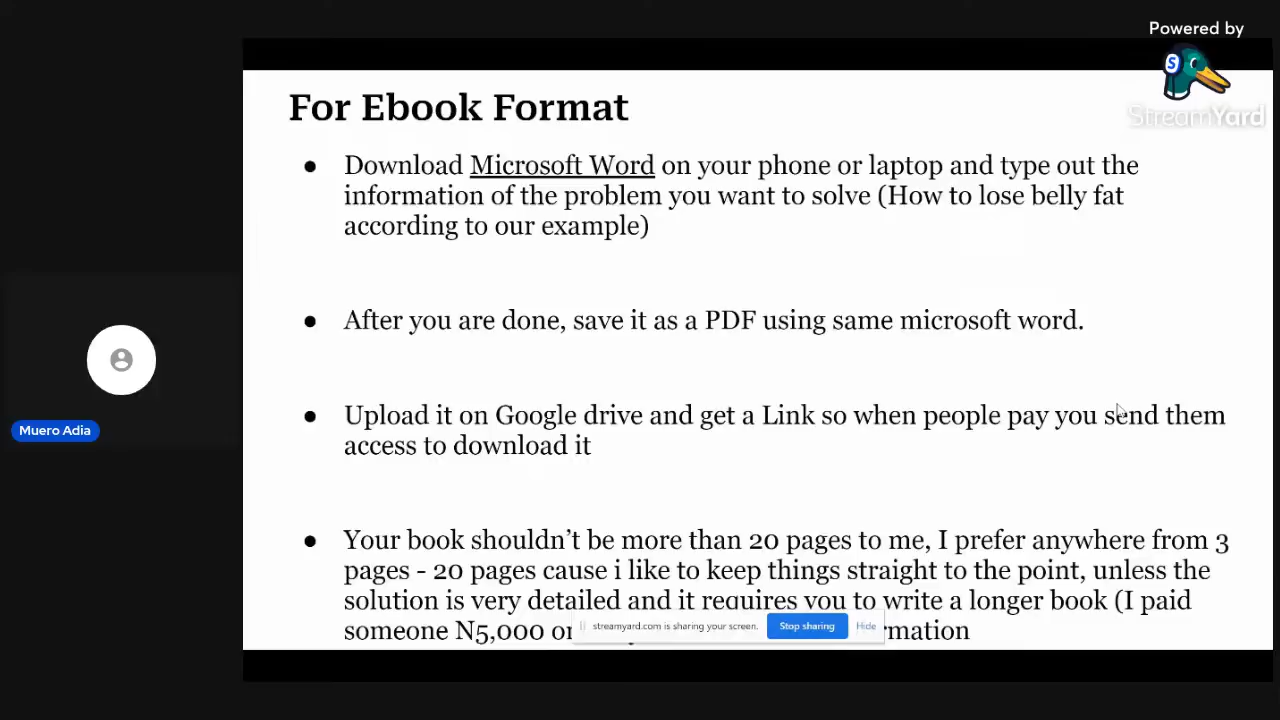 Powered by
StreamYard
For Ebook Format
● Download Microsoft Word on your phone or laptop and type out the
information of the problem you want to solve (How to lose belly fat
according to our example)
● After you are done, save it as a PDF using same microsoft word.
● Upload it on Google drive and get a Link so when people pay you send them
access to download it
● Your book shouldn’t be more than 20 pages to me, I prefer anywhere from 3
pages - 20 pages cause i like to keep things straight to the point, unless the
solution is very detailed and it requires you to write a longer book (I paid
someone N5,000
streamyard.com is sharing your screen. Stop sharing Hide
Muero Adia